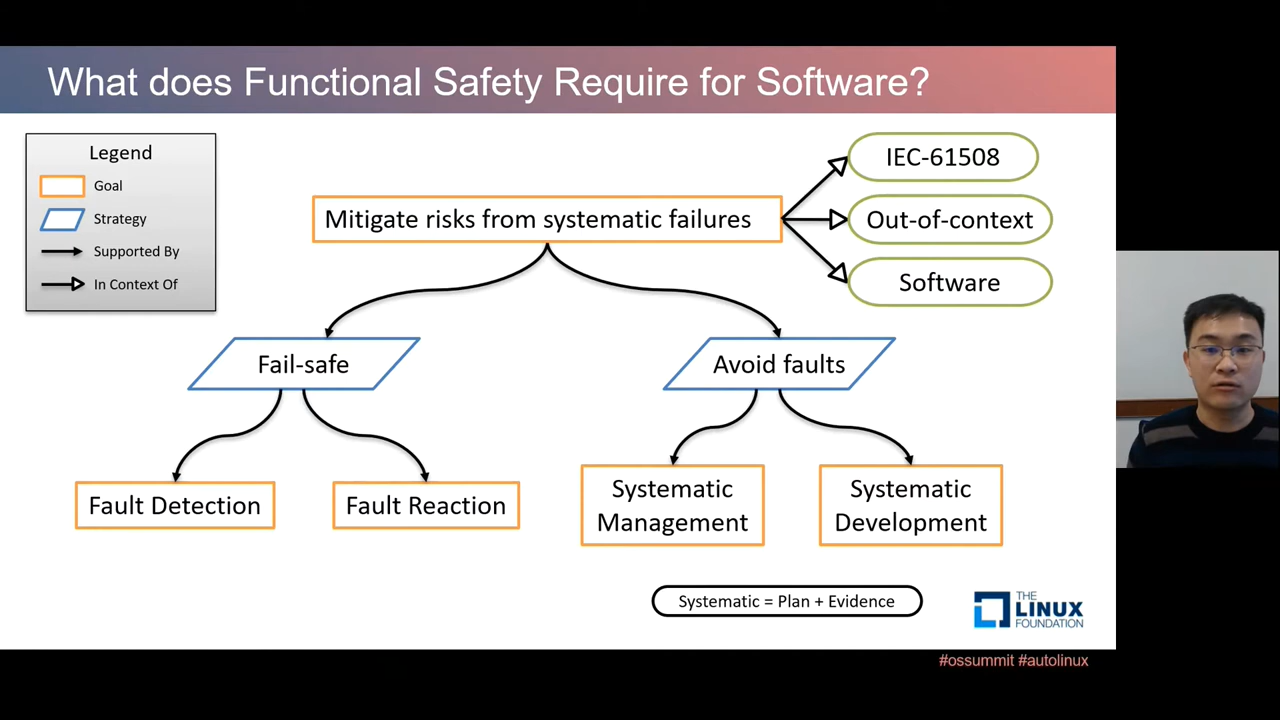 What does Functional Safety Require for Software?
Legend
Goal
Strategy
Supported By
In Context Of
Mitigate risks from systematic failures
IEC-61508
Out-of-context
Software
Fail-safe
Avoid faults
Fault Detection
Fault Reaction
Systematic
Management
Systematic
Development
Systematic = Plan + Evidence
THE
LINUX
FOUNDATION
#ossummit #autolinux